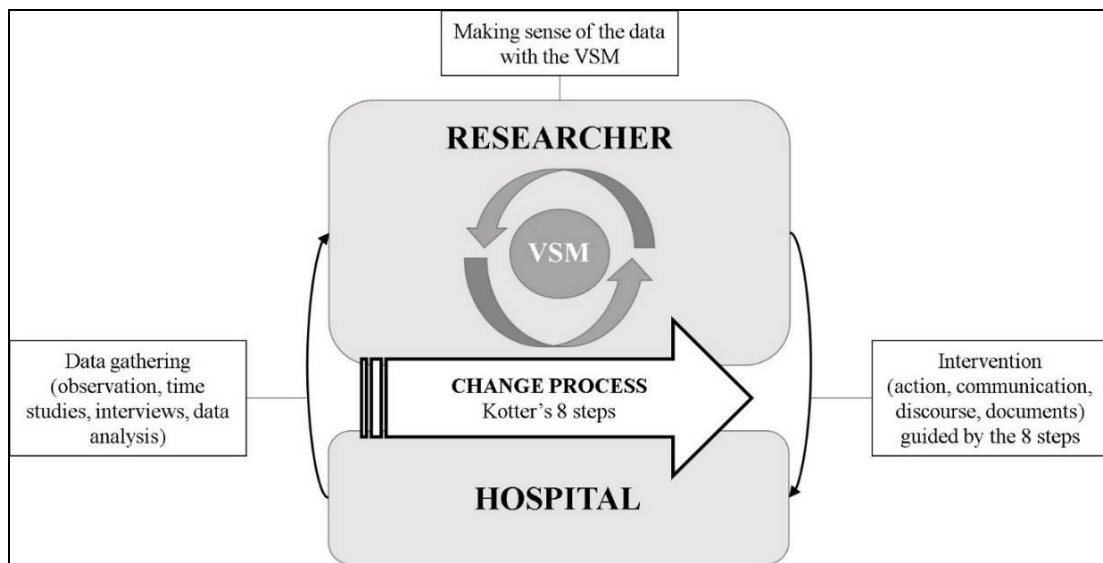 Making sense of the data
with the VSM
RESEARCHER
VSM
Data gathering
(observation, time
studies, interviews, data
analysis)
CHANGE PROCESS
Kotter's 8 steps
Intervention
(action, communication,
discourse, documents)
guided by the 8 steps
HOSPITAL